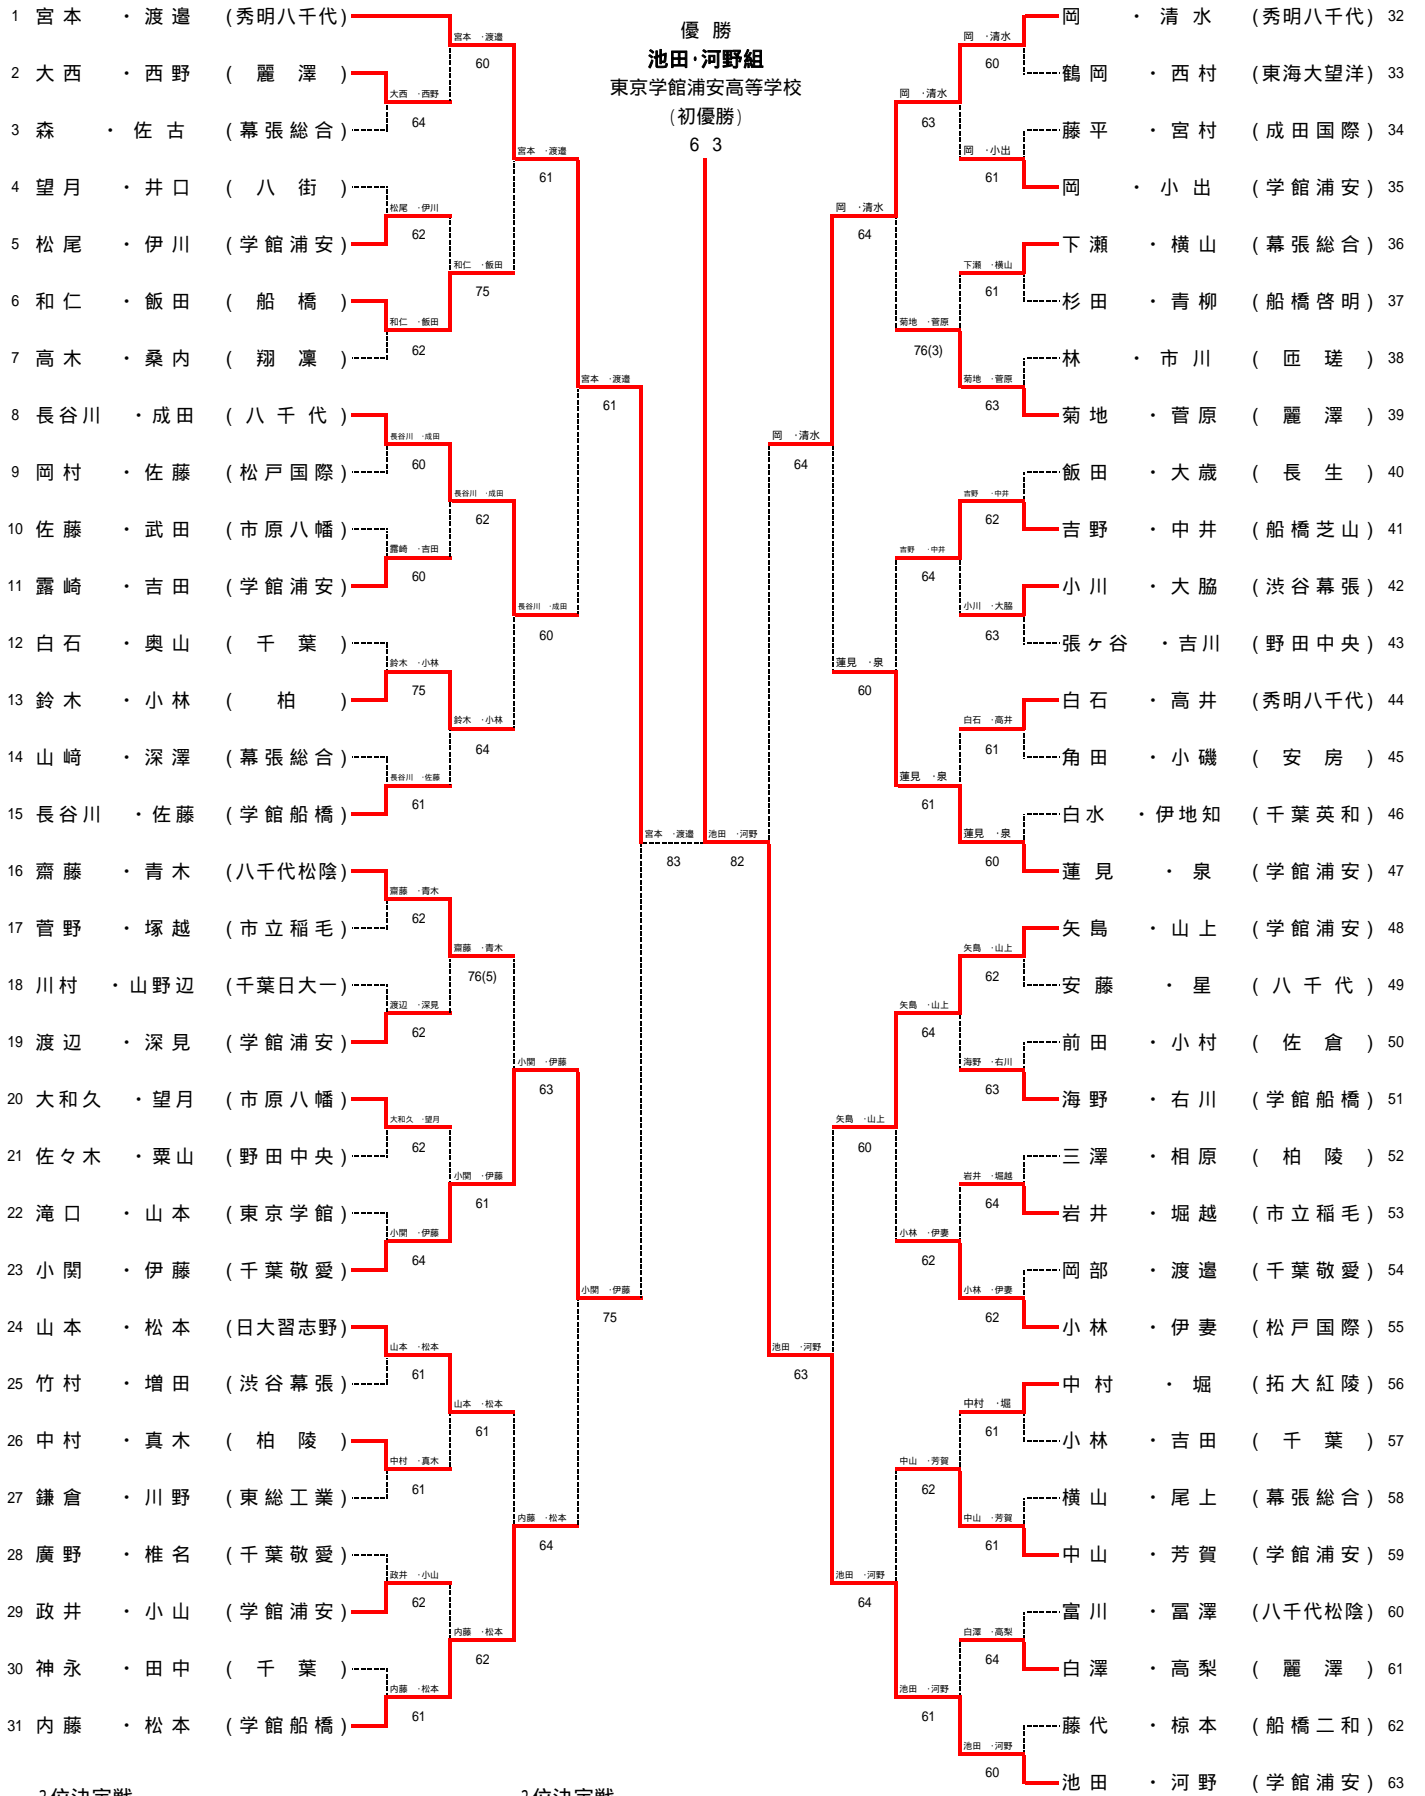 優勝
池田・河野組
東京学館浦安高等学校
(初優勝)
6 3
1 宮本・渡邉 (秀明八千代)
2 大西・西野 (麗澤)
3 森・佐古 (幕張総合)
4 望月・井口 (八街)
5 松尾・伊川 (学館浦安)
6 和仁・飯田 (船橋)
7 高木・桑内 (翔凜)
8 長谷川・成田 (八千代)
9 岡村・佐藤 (松戸国際)
10 佐藤・武田 (市原八幡)
11 露崎・吉田 (学館浦安)
12 白石・奥山 (千葉)
13 鈴木・小林 (柏)
14 山﨑・深澤 (幕張総合)
15 長谷川・佐藤 (学館船橋)
16 齋藤・青木 (八千代松陰)
17 菅野・塚越 (市立稲毛)
18 川村・山野辺 (千葉日大一)
19 渡辺・深見 (学館浦安)
20 大和久・望月 (市原八幡)
21 佐々木・粟山 (野田中央)
22 滝口・山本 (東京学館)
23 小関・伊藤 (千葉敬愛)
24 山本・松本 (日大習志野)
25 竹村・増田 (渋谷幕張)
26 中村・真木 (柏陵)
27 鎌倉・川野 (東総工業)
28 廣野・椎名 (千葉敬愛)
29 政井・小山 (学館浦安)
30 神永・田中 (千葉)
31 内藤・松本 (学館船橋)
宮本・渡邉
60
大西・西野
64
宮本・渡邉
61
松尾・伊川
62
和仁・飯田
75
和仁・飯田
62
宮本・渡邉
61
長谷川・成田
60
長谷川・成田
62
露崎・吉田
60
長谷川・成田
60
鈴木・小林
75
鈴木・小林
64
長谷川・佐藤
61
宮本・渡邉
83
齋藤・青木
62
齋藤・青木
76(5)
渡辺・深見
62
小関・伊藤
63
大和久・望月
62
小関・伊藤
61
小関・伊藤
64
小関・伊藤
75
山本・松本
61
山本・松本
61
中村・真木
61
内藤・松本
64
政井・小山
62
内藤・松本
62
内藤・松本
61
岡・清水 (秀明八千代) 32
鶴岡・西村 (東海大望洋) 33
藤平・宮村 (成田国際) 34
岡・小出 (学館浦安) 35
下瀬・横山 (幕張総合) 36
杉田・青柳 (船橋啓明) 37
林・市川 (匝瑳) 38
菊地・菅原 (麗澤) 39
飯田・大歳 (長生) 40
吉野・中井 (船橋芝山) 41
小川・大脇 (渋谷幕張) 42
張ヶ谷・吉川 (野田中央) 43
白石・高井 (秀明八千代) 44
角田・小磯 (安房) 45
白水・伊地知 (千葉英和) 46
蓮見・泉 (学館浦安) 47
矢島・山上 (学館浦安) 48
安藤・星 (八千代) 49
前田・小村 (佐倉) 50
海野・右川 (学館船橋) 51
三澤・相原 (柏陵) 52
岩井・堀越 (市立稲毛) 53
岡部・渡邉 (千葉敬愛) 54
小林・伊妻 (松戸国際) 55
中村・堀 (拓大紅陵) 56
小林・吉田 (千葉) 57
横山・尾上 (幕張総合) 58
中山・芳賀 (学館浦安) 59
富川・冨澤 (八千代松陰) 60
白澤・高梨 (麗澤) 61
藤代・椋本 (船橋二和) 62
池田・河野 (学館浦安) 63
岡・清水
60
岡・清水
63
岡・小出
61
岡・清水
64
下瀬・横山
61
菊地・菅原
76(3)
菊地・菅原
63
岡・清水
64
吉野・中井
62
吉野・中井
64
小川・大脇
63
蓮見・泉
60
白石・高井
61
蓮見・泉
61
蓮見・泉
60
池田・河野
82
矢島・山上
62
矢島・山上
64
海野・右川
63
矢島・山上
60
岩井・堀越
64
小林・伊妻
62
小林・伊妻
62
池田・河野
63
中村・堀
61
中山・芳賀
62
中山・芳賀
61
池田・河野
64
白澤・高梨
64
池田・河野
61
池田・河野
60